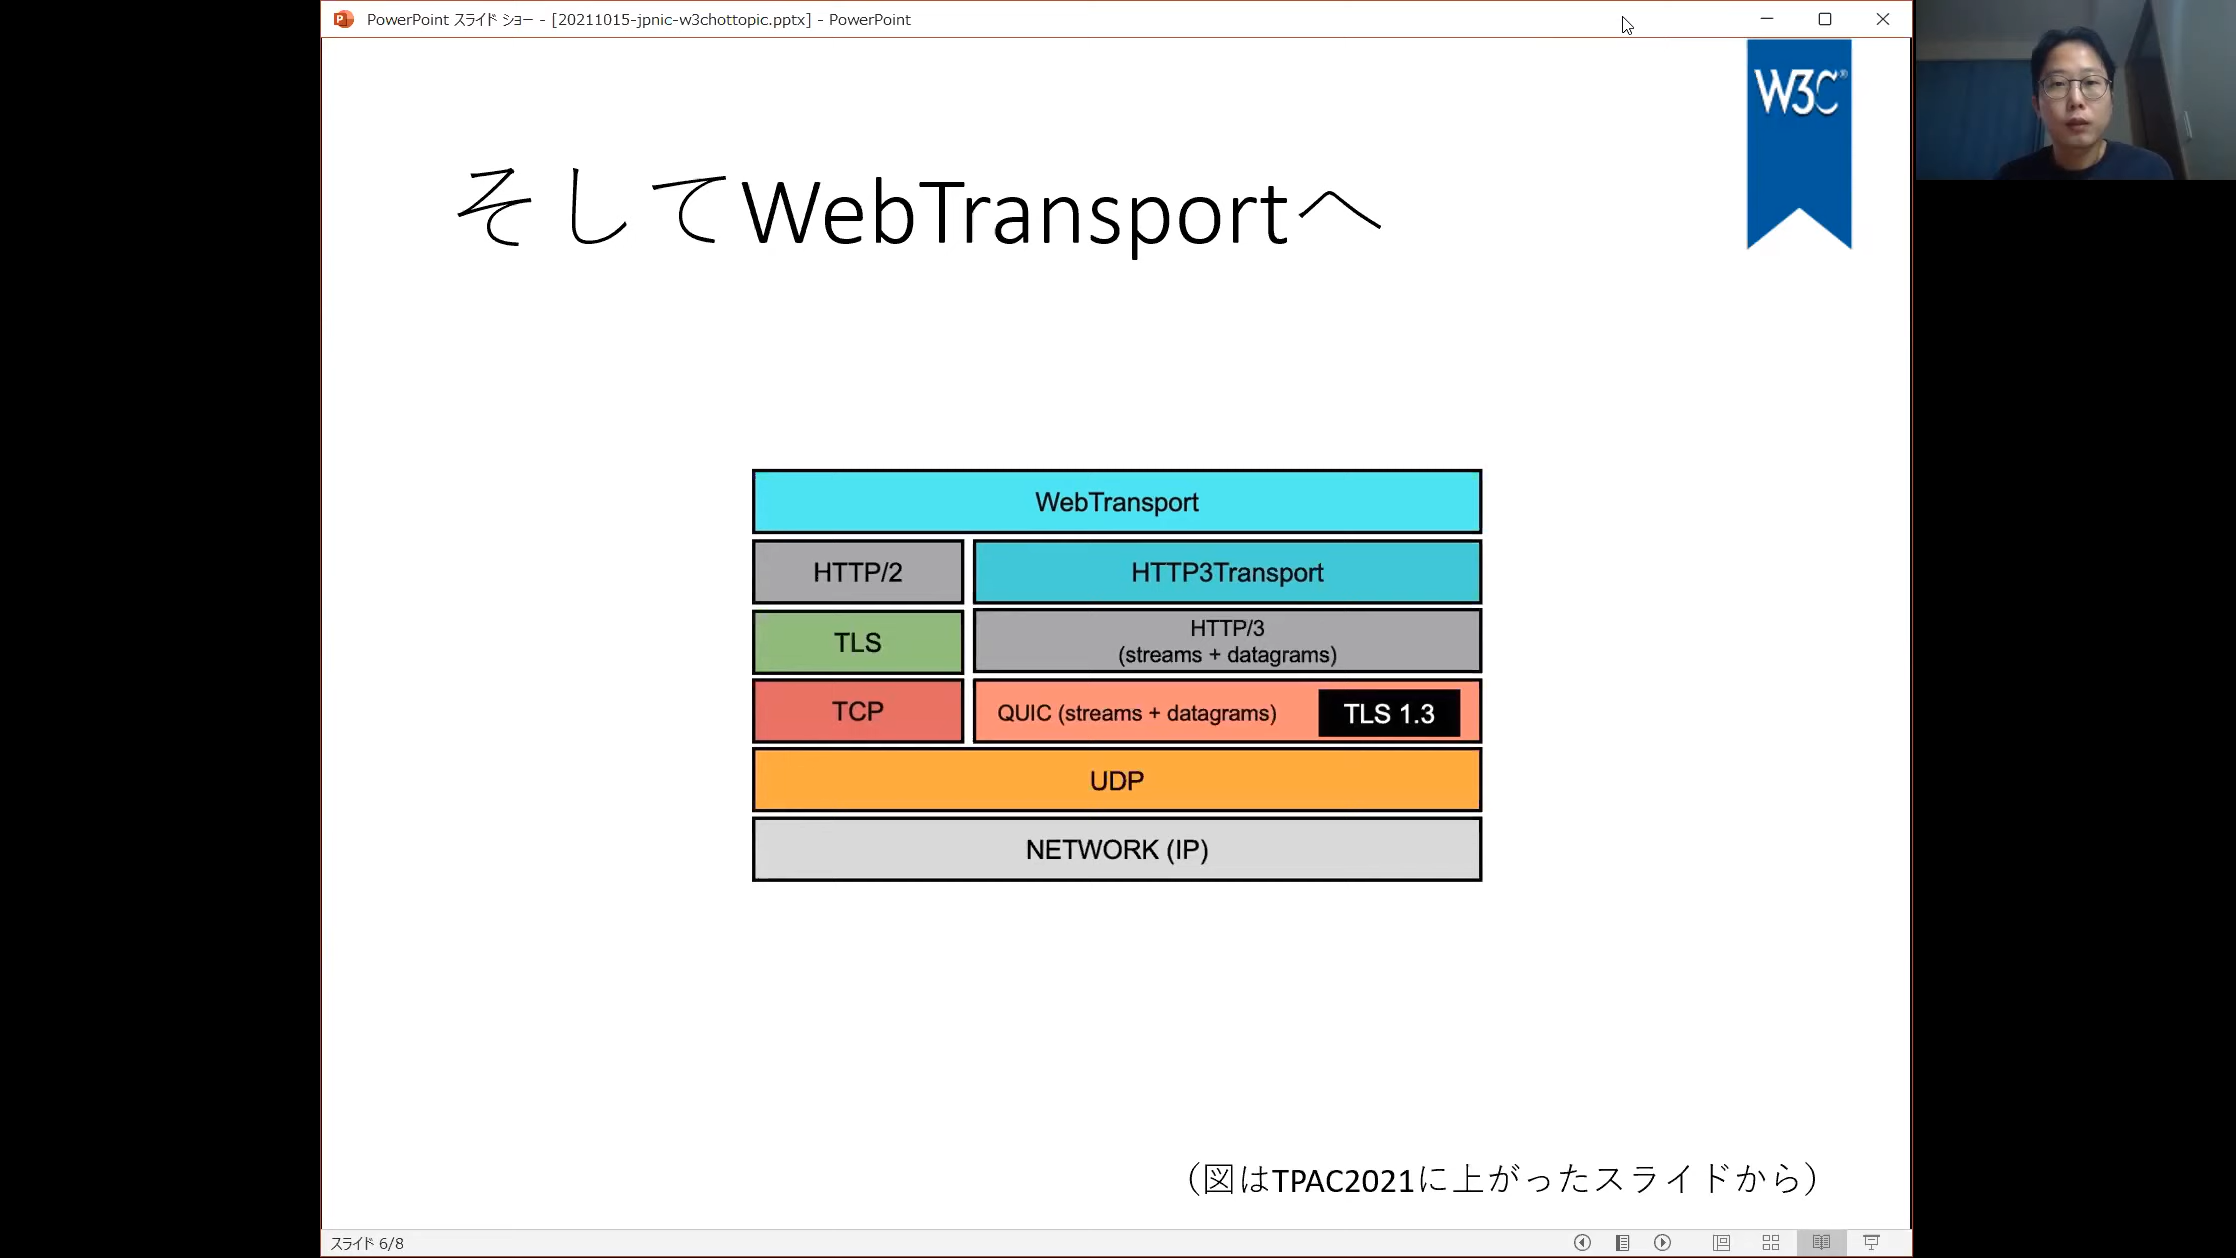 PowerPoint スライド ショー - [20211015-jpnic-w3chottopic.pptx] - PowerPoint
W3C®
そしてWebTransportへ
WebTransport
HTTP/2
HTTP3Transport
TLS
HTTP/3
(streams + datagrams)
TCP
QUIC (streams + datagrams)
TLS 1.3
UDP
NETWORK (IP)
（図はTPAC2021に上がったスライドから）
スライド 6/8